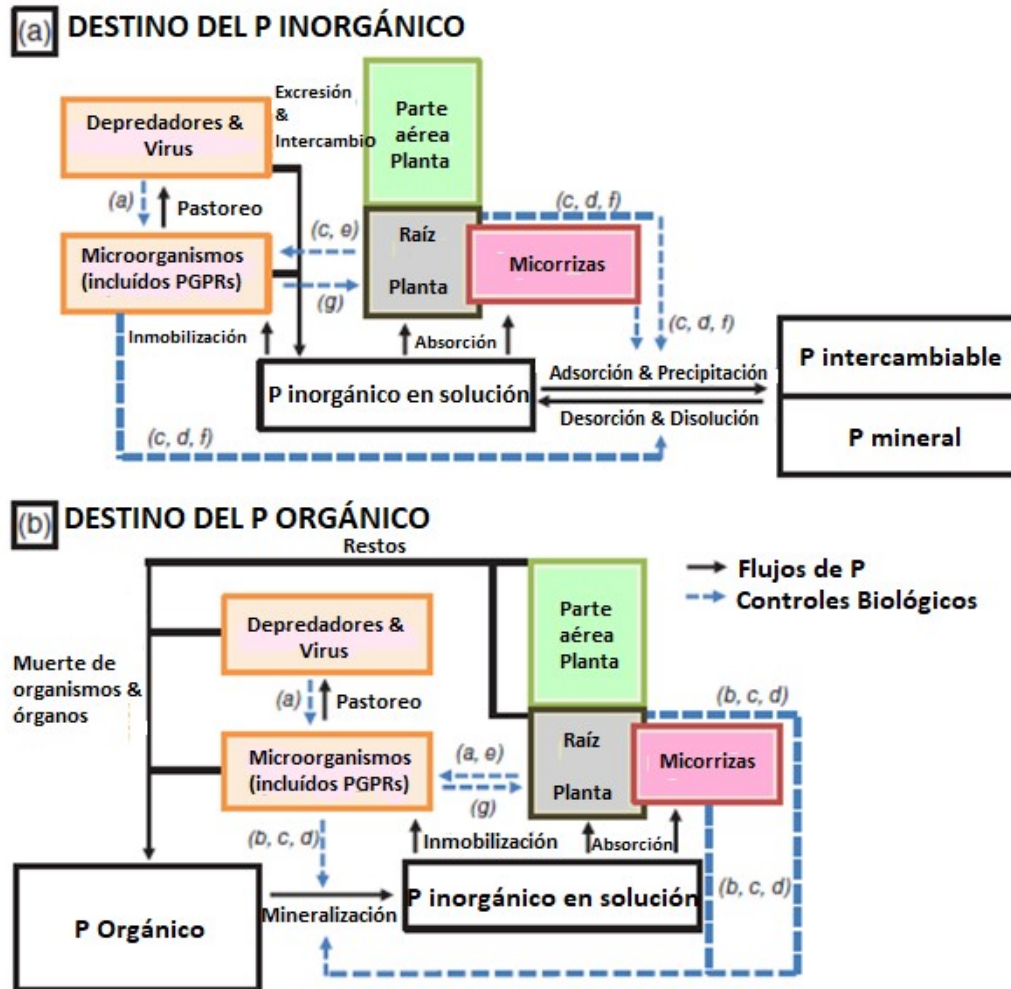 (a) DESTINO DEL P INORGÁNICO
Excresión
&
Intercambio
Depredadores &
Virus
Parte
aérea
Planta
(a)
Pastoreo
(c, e)
(c, d, f)
Microorganismos
(incluídos PGPRs)
Raíz
Planta
Micorrizas
(g)
Inmobilización
Absorción
(c, d, f)
P inorgánico en solución
Adsorción & Precipitación
Desorción & Disolución
P intercambiable
P mineral
(c, d, f)
(b) DESTINO DEL P ORGÁNICO
Restos
Flujos de P
Controles Biológicos
Depredadores &
Virus
Parte
aérea
Planta
Muerte de
organismos &
órganos
(a)
Pastoreo
(b, c, d)
Microorganismos
(incluídos PGPRs)
(a, e)
(g)
Raíz
Planta
Micorrizas
(b, c, d)
Inmobilización
Absorción
(b, c, d)
P Orgánico
Mineralización
P inorgánico en solución